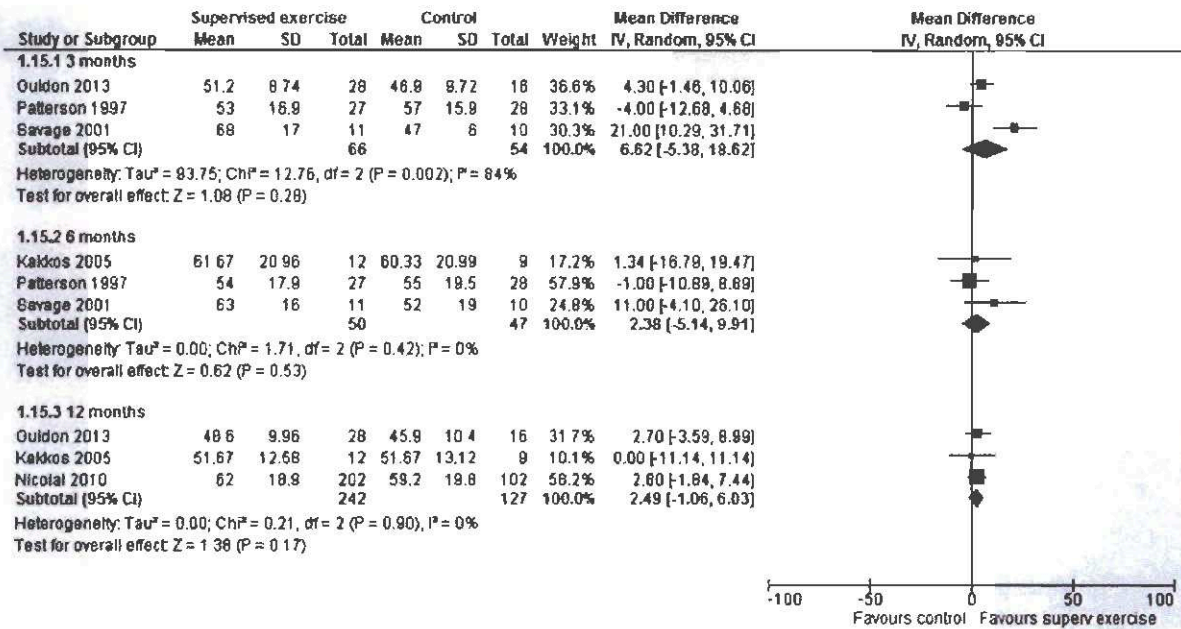 Supervised exercise Control Mean Difference Mean Difference
Study or Subgroup Mean SD Total Mean SD Total Weight IV, Random, 95% CI IV, Random, 95% CI
1.15.1 3 months
Guidon 2013 51.2 8.74 28 46.9 9.72 16 36.6% 4.30 [-1.46, 10.06]
Patterson 1997 53 16.9 27 57 15.9 28 33.1% -4.00 [-12.68, 4.68]
Savage 2001 68 17 11 47 6 10 30.3% 21.00 [10.29, 31.71]
Subtotal (95% CI) 66 54 100.0% 6.62 [-5.38, 18.62]
Heterogeneity: Tau² = 93.75; Chi² = 12.76, df = 2 (P = 0.002); I² = 84%
Test for overall effect: Z = 1.08 (P = 0.28)
1.15.2 6 months
Kakkos 2005 61.67 20.96 12 60.33 20.99 9 17.2% 1.34 [-16.79, 19.47]
Patterson 1997 54 17.9 27 55 19.5 28 57.9% -1.00 [-10.89, 8.89]
Savage 2001 63 16 11 52 19 10 24.8% 11.00 [-4.10, 26.10]
Subtotal (95% CI) 50 47 100.0% 2.38 [-5.14, 9.91]
Heterogeneity: Tau² = 0.00; Chi² = 1.71, df = 2 (P = 0.42); I² = 0%
Test for overall effect: Z = 0.62 (P = 0.53)
1.15.3 12 months
Guidon 2013 48.6 9.96 28 45.9 10.4 16 31.7% 2.70 [-3.59, 8.99]
Kakkos 2005 51.67 12.68 12 51.67 13.12 9 10.1% 0.00 [-11.14, 11.14]
Nicolai 2010 62 18.9 202 59.2 19.8 102 58.2% 2.80 [-1.84, 7.44]
Subtotal (95% CI) 242 127 100.0% 2.49 [-1.06, 6.03]
Heterogeneity: Tau² = 0.00; Chi² = 0.21, df = 2 (P = 0.90); I² = 0%
Test for overall effect: Z = 1.38 (P = 0.17)
-100 -50 0 50 100
Favours control Favours superv exercise